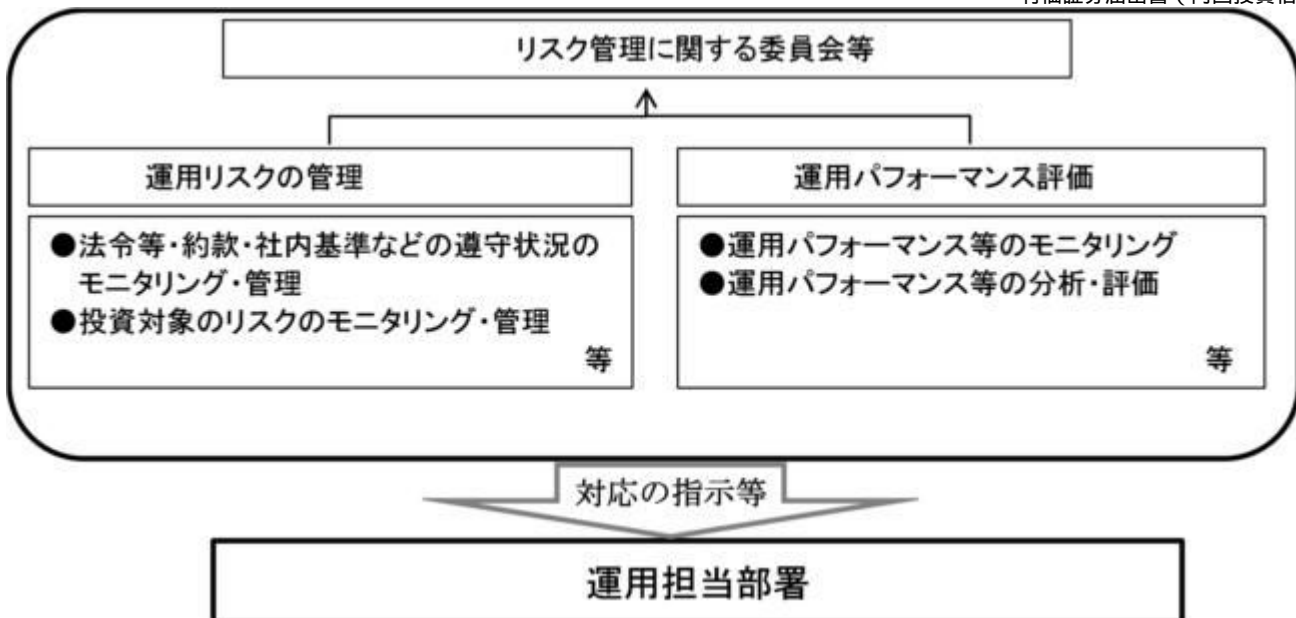 リスク管理に関する委員会等
運用リスクの管理
●法令等・約款・社内基準などの遵守状況の
モニタリング・管理
●投資対象のリスクのモニタリング・管理
等
運用パフォーマンス評価
●運用パフォーマンス等のモニタリング
●運用パフォーマンス等の分析・評価
等
対応の指示等
運用担当部署